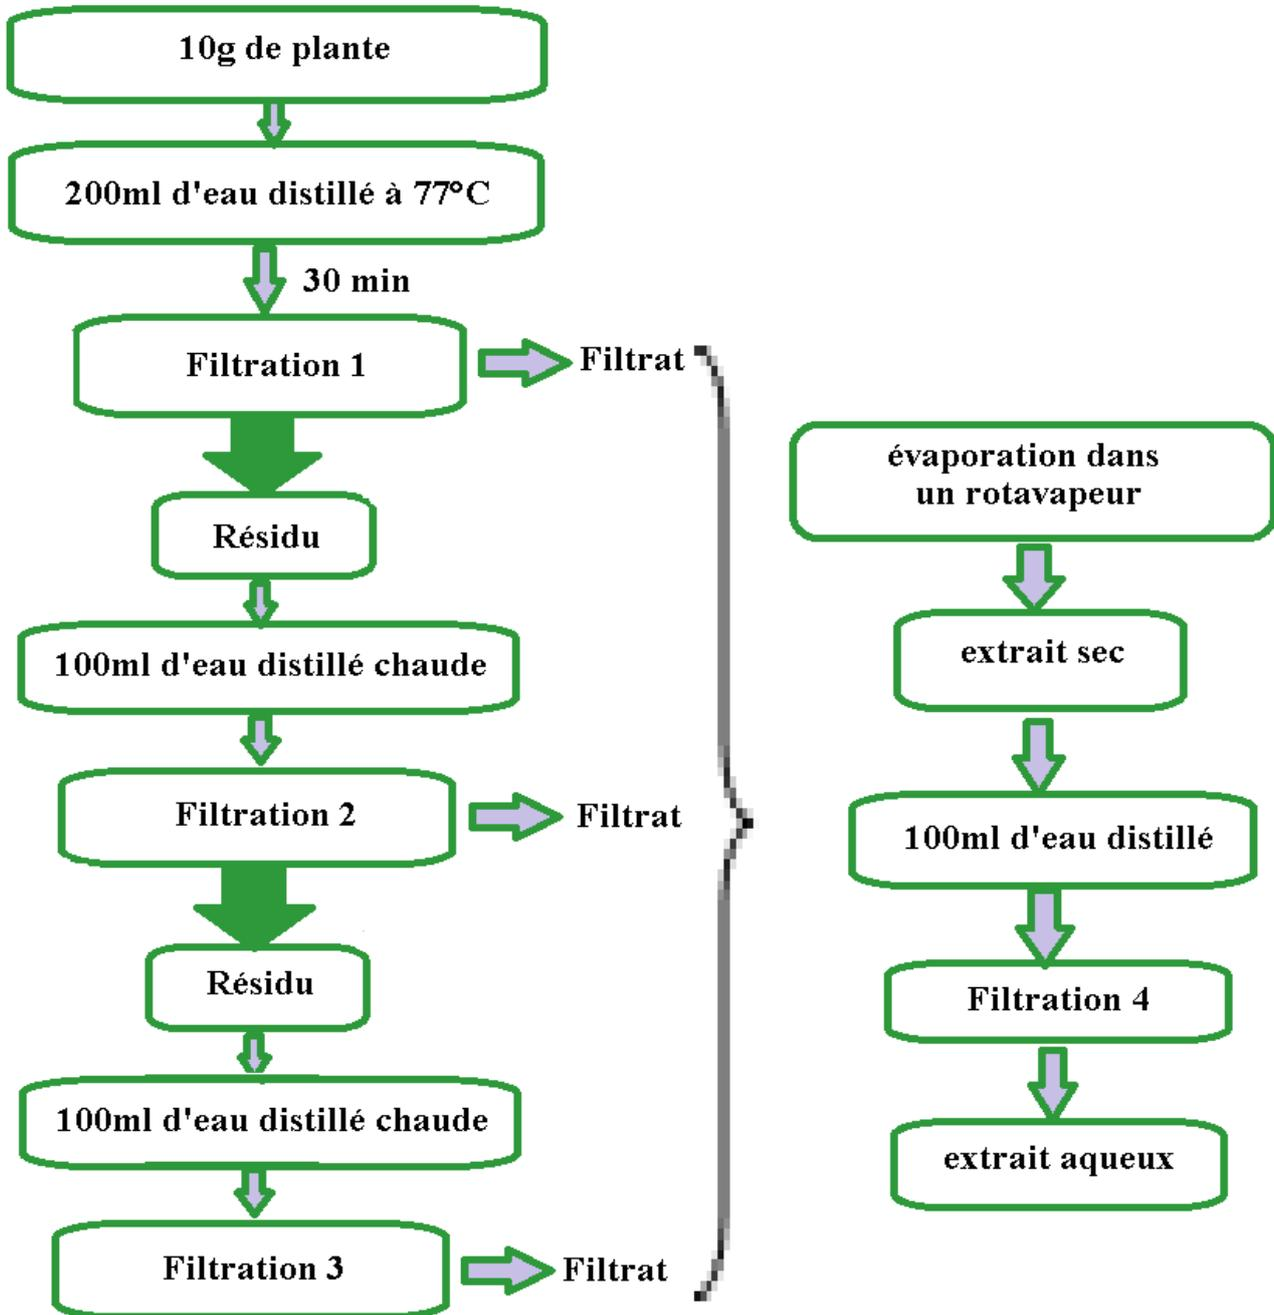 10g de plante
200ml d'eau distillé à 77°C
30 min
Filtration 1
Filtrat
Résidu
100ml d'eau distillé chaude
Filtration 2
Filtrat
Résidu
100ml d'eau distillé chaude
Filtration 3
Filtrat
évaporation dans
un rotavapeur
extrait sec
100ml d'eau distillé
Filtration 4
extrait aqueux